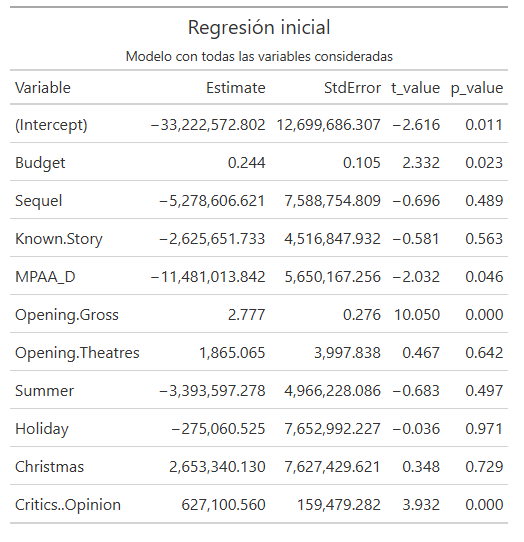 Regresión inicial
Modelo con todas las variables consideradas
Variable Estimate StdError t_value p_value
(Intercept) −33,222,572.802 12,699,686.307 −2.616 0.011
Budget 0.244 0.105 2.332 0.023
Sequel −5,278,606.621 7,588,754.809 −0.696 0.489
Known.Story −2,625,651.733 4,516,847.932 −0.581 0.563
MPAA_D −11,481,013.842 5,650,167.256 −2.032 0.046
Opening.Gross 2.777 0.276 10.050 0.000
Opening.Theatres 1,865.065 3,997.838 0.467 0.642
Summer −3,393,597.278 4,966,228.086 −0.683 0.497
Holiday −275,060.525 7,652,992.227 −0.036 0.971
Christmas 2,653,340.130 7,627,429.621 0.348 0.729
Critics..Opinion 627,100.560 159,479.282 3.932 0.000